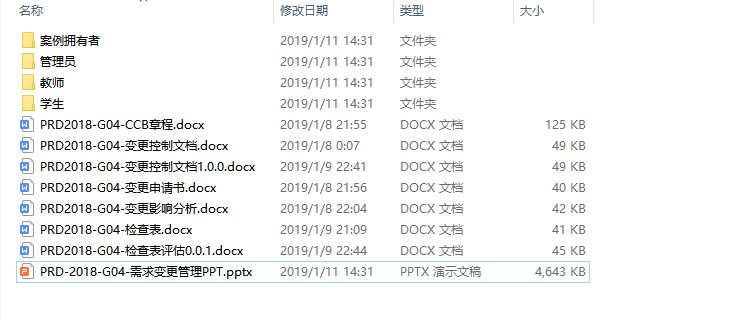 名称 修改日期 类型 大小
案例拥有者 2019/1/11 14:31 文件夹
管理员 2019/1/11 14:31 文件夹
教师 2019/1/11 14:31 文件夹
学生 2019/1/11 14:31 文件夹
PRD2018-G04-CCB章程.docx 2019/1/8 21:55 DOCX 文档 125 KB
PRD2018-G04-变更控制文档.docx 2019/1/8 0:07 DOCX 文档 49 KB
PRD2018-G04-变更控制文档1.0.0.docx 2019/1/9 22:41 DOCX 文档 49 KB
PRD2018-G04-变更申请书.docx 2019/1/8 21:56 DOCX 文档 40 KB
PRD2018-G04-变更影响分析.docx 2019/1/8 22:04 DOCX 文档 42 KB
PRD2018-G04-检查表.docx 2019/1/9 21:09 DOCX 文档 41 KB
PRD2018-G04-检查表评估0.0.1.docx 2019/1/9 22:44 DOCX 文档 45 KB
PRD-2018-G04-需求变更管理PPT.pptx 2019/1/11 14:31 PPTX 演示文稿 4,643 KB